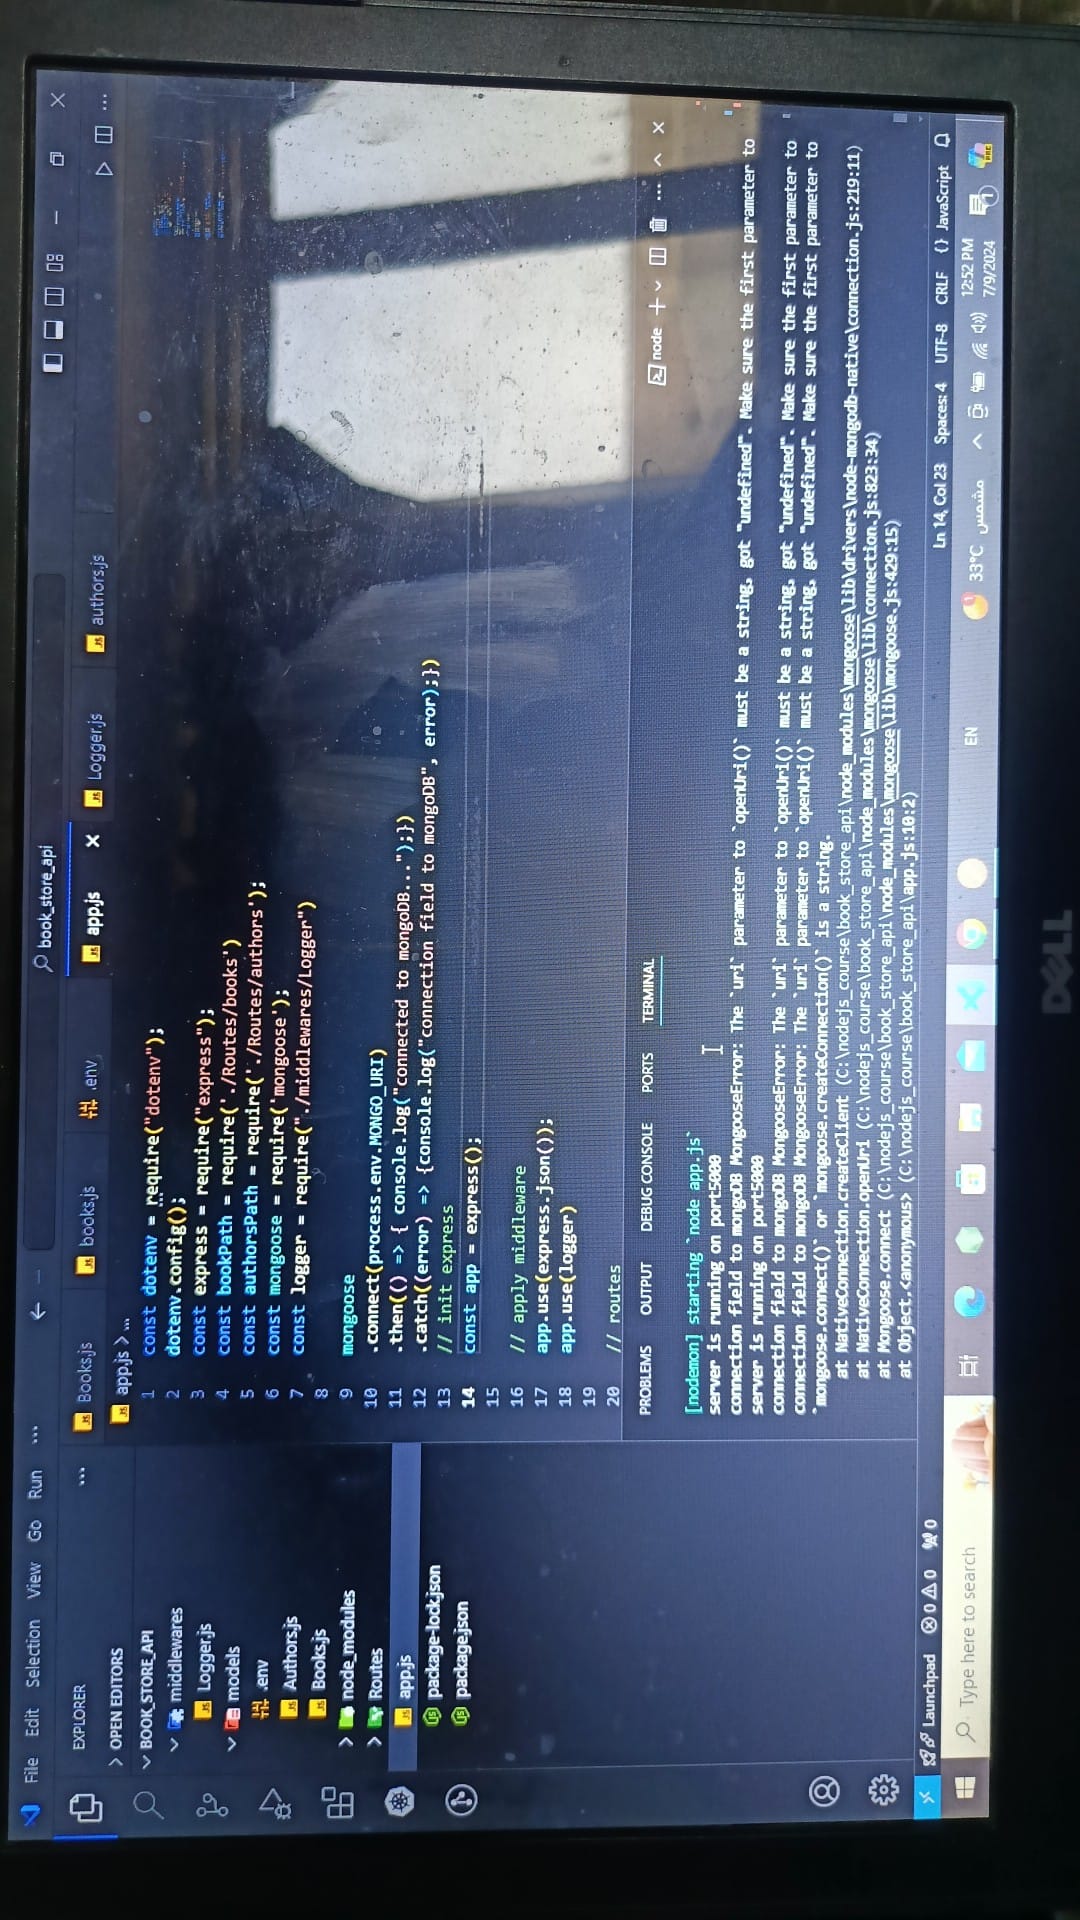 File Edit Selection View Go Run ...
book_store_api
EXPLORER
OPEN EDITORS
BOOK_STORE_API
middlewares
Logger.js
models
.env
Authors.js
Books.js
node_modules
Routes
app.js
package-lock.json
package.json
Books.js books.js .env app.js Logger.js authors.js
app.js > ...
1 const dotenv = require("dotenv");
2 dotenv.config();
3 const express = require("express");
4 const bookPath = require('./Routes/books')
5 const authorsPath = require('./Routes/authors');
6 const mongoose = require('mongoose');
7 const logger = require("./middlewares/Logger")
8
9 mongoose
10 .connect(process.env.MONGO_URI)
11 .then(() => { console.log("connected to mongoDB...");})
12 .catch((error) => {console.log("connection field to mongoDB", error);})
13 // init express
14 const app = express();
15
16 // apply middleware
17 app.use(express.json());
18 app.use(logger)
19
20 // routes
PROBLEMS OUTPUT DEBUG CONSOLE PORTS TERMINAL
node
[nodemon] starting `node app.js`
server is running on port5000
connection field to mongoDB MongooseError: The `uri` parameter to `openUri()` must be a string, got "undefined". Make sure the first parameter to
server is running on port5000
connection field to mongoDB MongooseError: The `uri` parameter to `openUri()` must be a string, got "undefined". Make sure the first parameter to
connection field to mongoDB MongooseError: The `uri` parameter to `openUri()` must be a string, got "undefined". Make sure the first parameter to
`mongoose.connect()` or `mongoose.createConnection()` is a string.
at NativeConnection.createClient (C:\nodejs_course\book_store_api\node_modules\mongoose\lib\drivers\node-mongodb-native\connection.js:219:11)
at NativeConnection.openUri (C:\nodejs_course\book_store_api\node_modules\mongoose\lib\connection.js:823:34)
at Mongoose.connect (C:\nodejs_course\book_store_api\node_modules\mongoose\lib\mongoose.js:429:15)
at Object.<anonymous> (C:\nodejs_course\book_store_api\app.js:10:2)
Launchpad 0 0 0
Ln 14, Col 23 Spaces: 4 UTF-8 CRLF {} JavaScript
Type here to search
EN
33°C مشمس
12:52 PM
7/9/2024
1
PRE
DELL